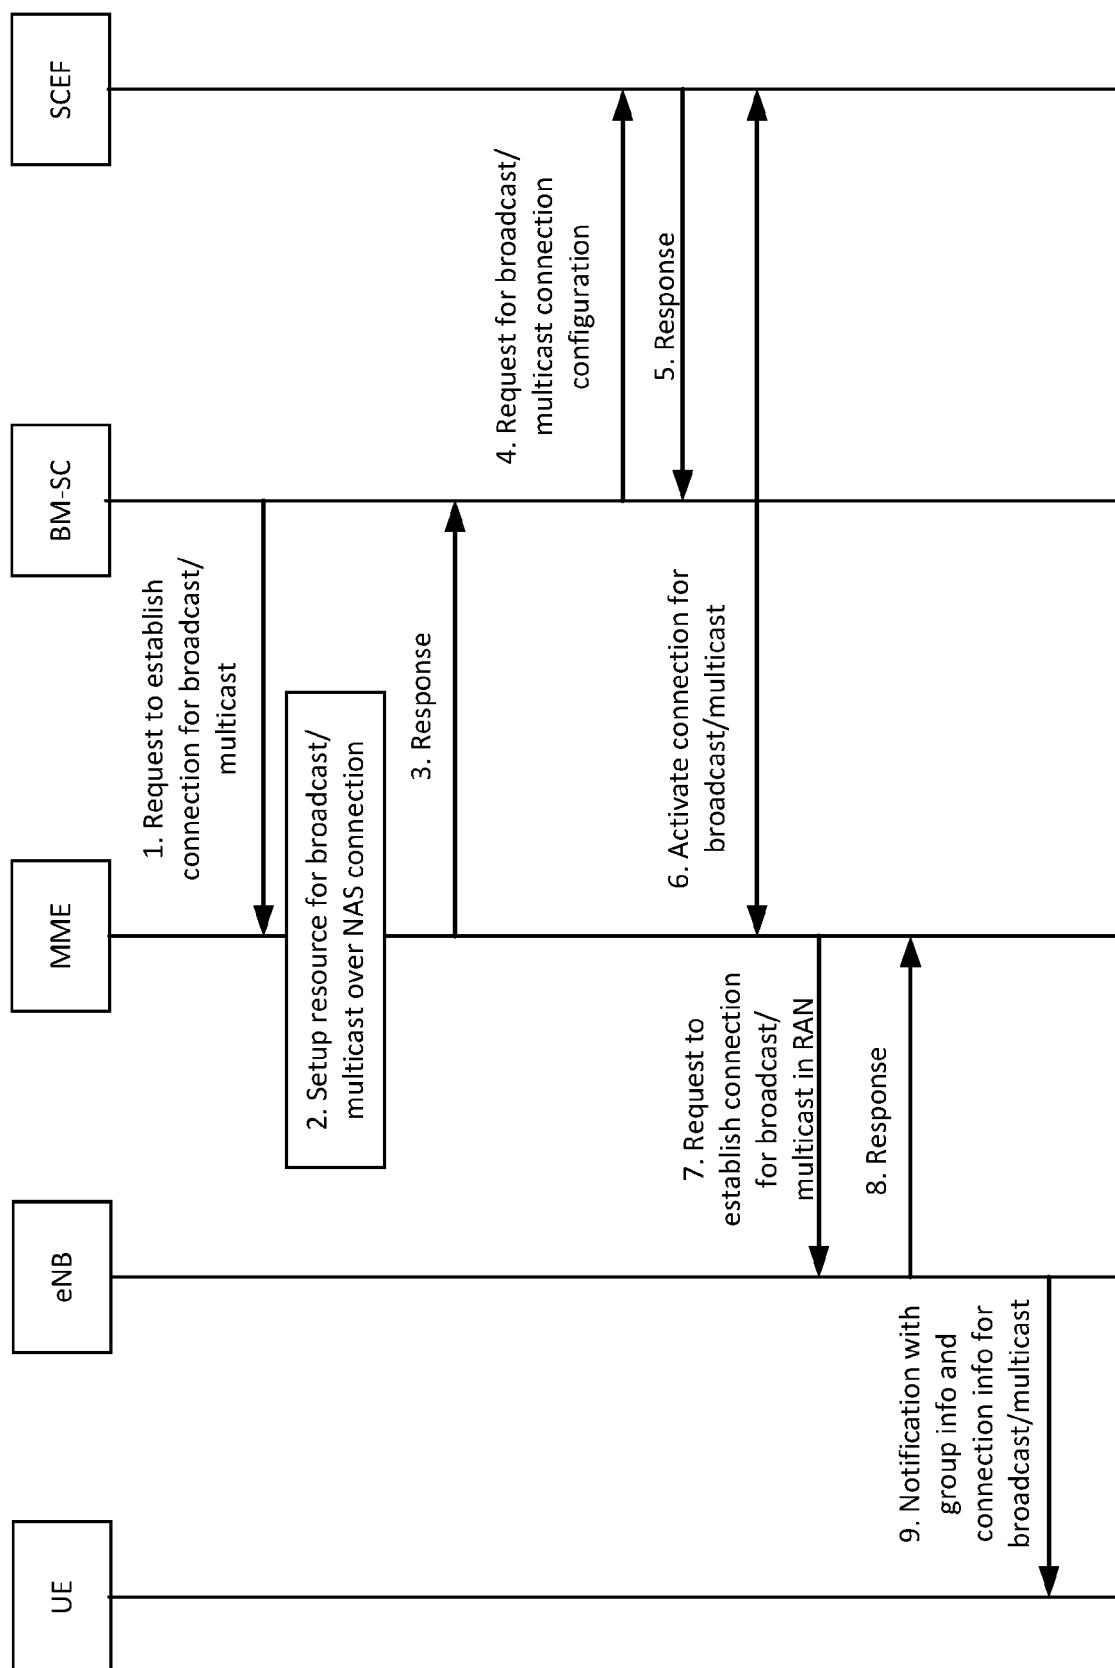 UE
eNB
MME
BM-SC
SCEF
1. Request to establish
connection for broadcast/
multicast
2. Setup resource for broadcast/
multicast over NAS connection
3. Response
4. Request for broadcast/
multicast connection
configuration
5. Response
6. Activate connection for
broadcast/multicast
7. Request to
establish connection
for broadcast/
multicast in RAN
8. Response
9. Notification with
group info and
connection info for
broadcast/multicast